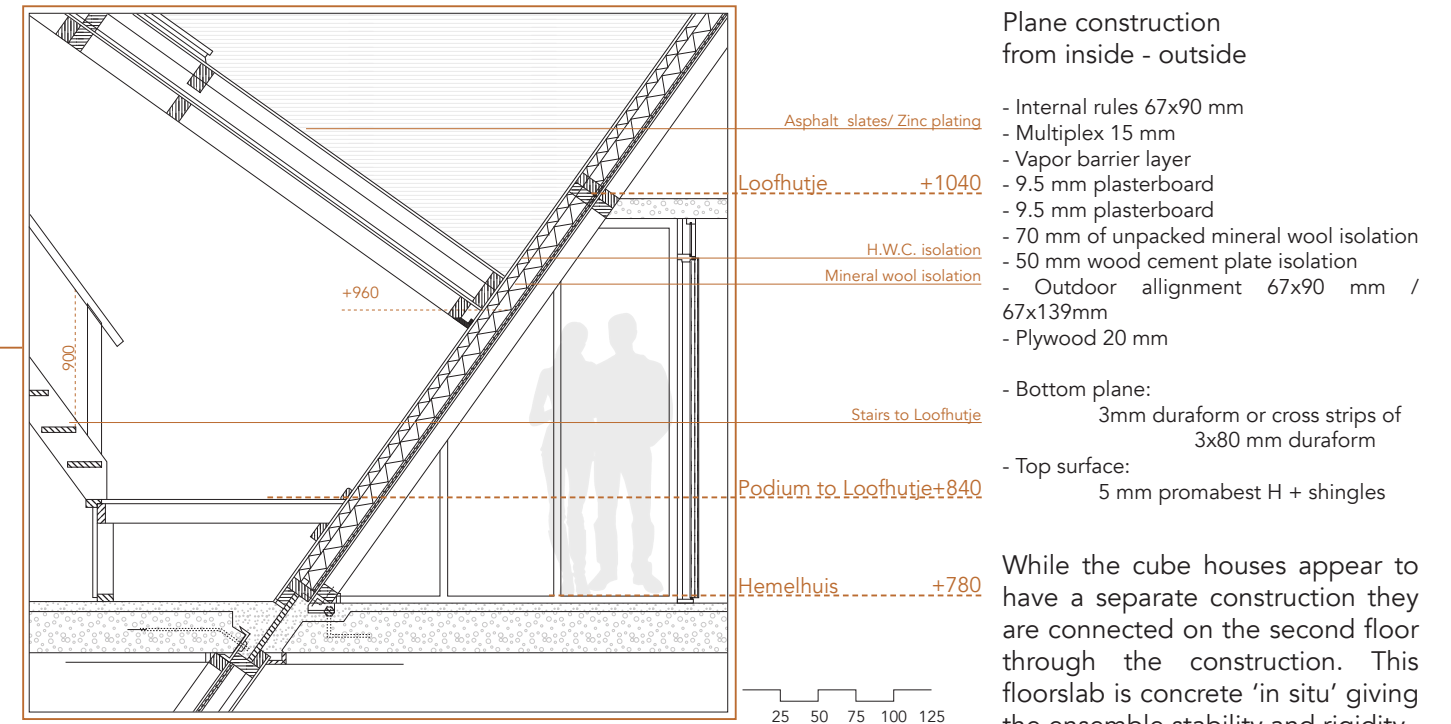 Asphalt slates/ Zinc plating
Loofhutje +1040
H.W.C. isolation
Mineral wool isolation
+960
900
Stairs to Loofhutje
Podium to Loofhutje+840
Hemelhuis +780
25 50 75 100 125
Plane construction
from inside - outside
- Internal rules 67x90 mm
- Multiplex 15 mm
- Vapor barrier layer
- 9.5 mm plasterboard
- 9.5 mm plasterboard
- 70 mm of unpacked mineral wool isolation
- 50 mm wood cement plate isolation
- Outdoor allignment 67x90 mm /
67x139mm
- Plywood 20 mm
- Bottom plane:
3mm duraform or cross strips of
3x80 mm duraform
- Top surface:
5 mm promabest H + shingles
While the cube houses appear to
have a separate construction they
are connected on the second floor
through the construction. This
floorslab is concrete ‘in situ’ giving
the ensemble stability and rigidity